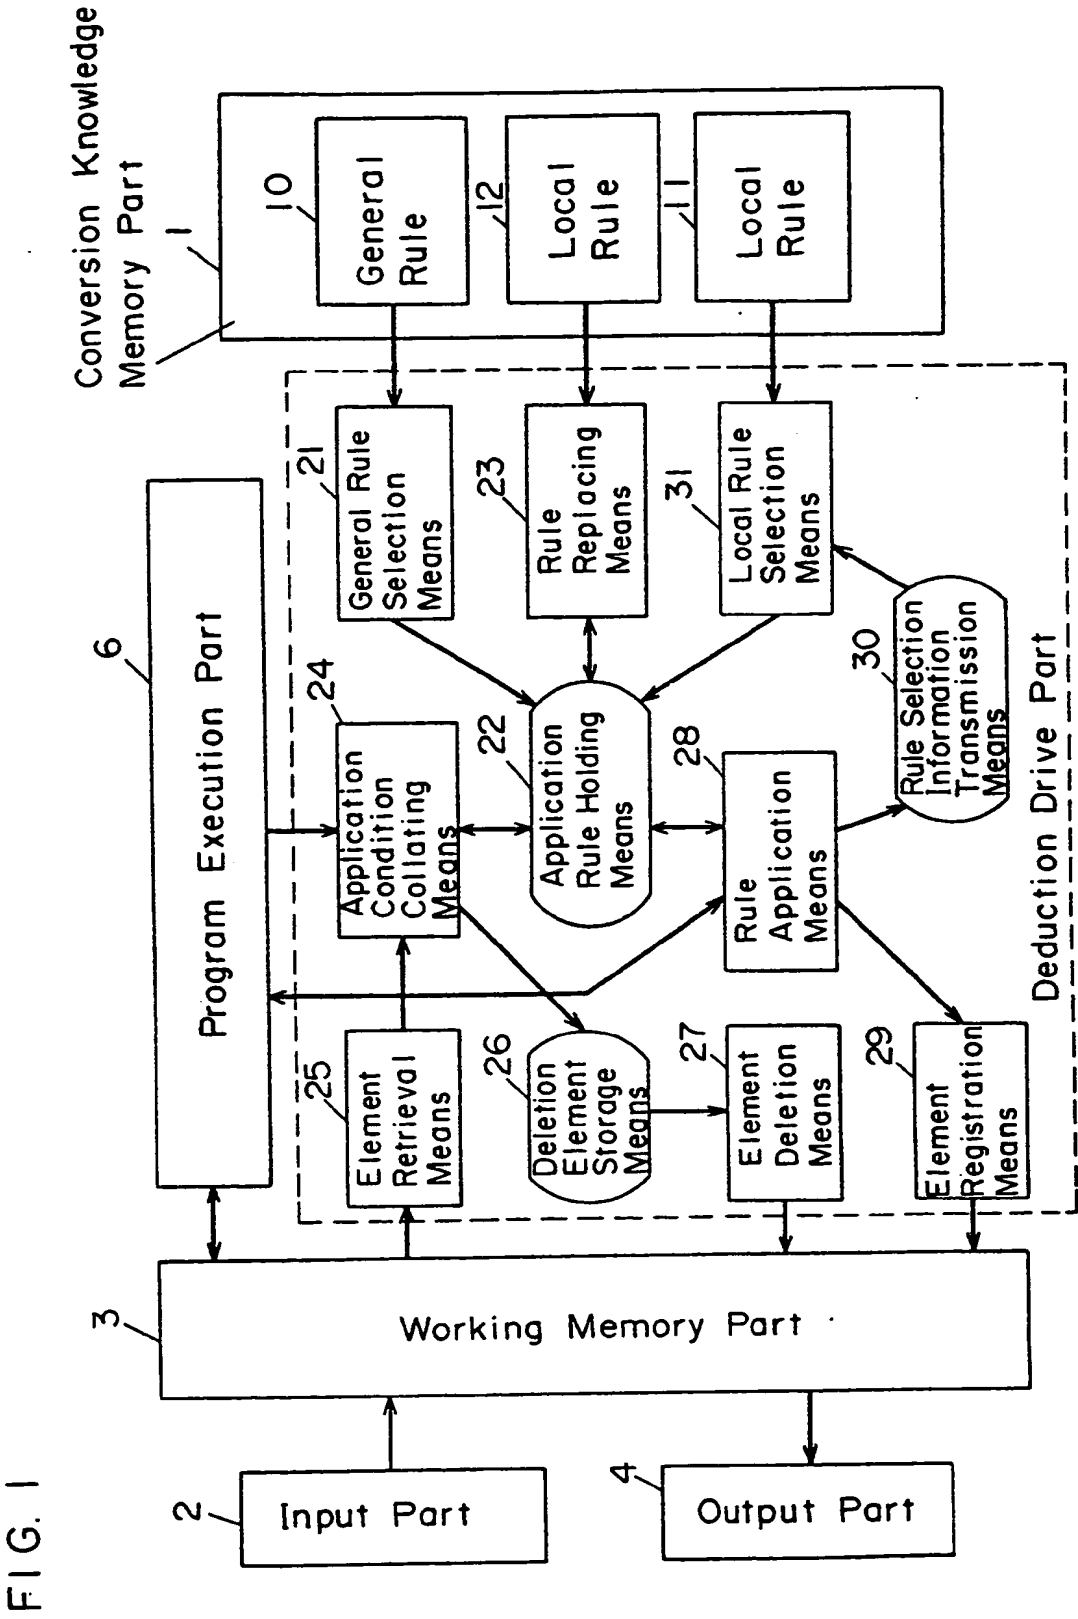 FIG. 1
Conversion Knowledge
Memory Part
1
10
General
Rule
12
Local
Rule
11
Local
Rule
6
Program Execution Part
21
General Rule
Selection
Means
23
Rule
Replacing
Means
31
Local Rule
Selection
Means
24
Application
Condition
Collating
Means
22
Application
Rule Holding
Means
28
Rule
Application
Means
30
Rule Selection
Information
Transmission
Means
25
Element
Retrieval
Means
26
Deletion
Element
Storage
Means
27
Element
Deletion
Means
29
Element
Registration
Means
Deduction Drive Part
3
Working Memory Part
2
Input Part
4
Output Part